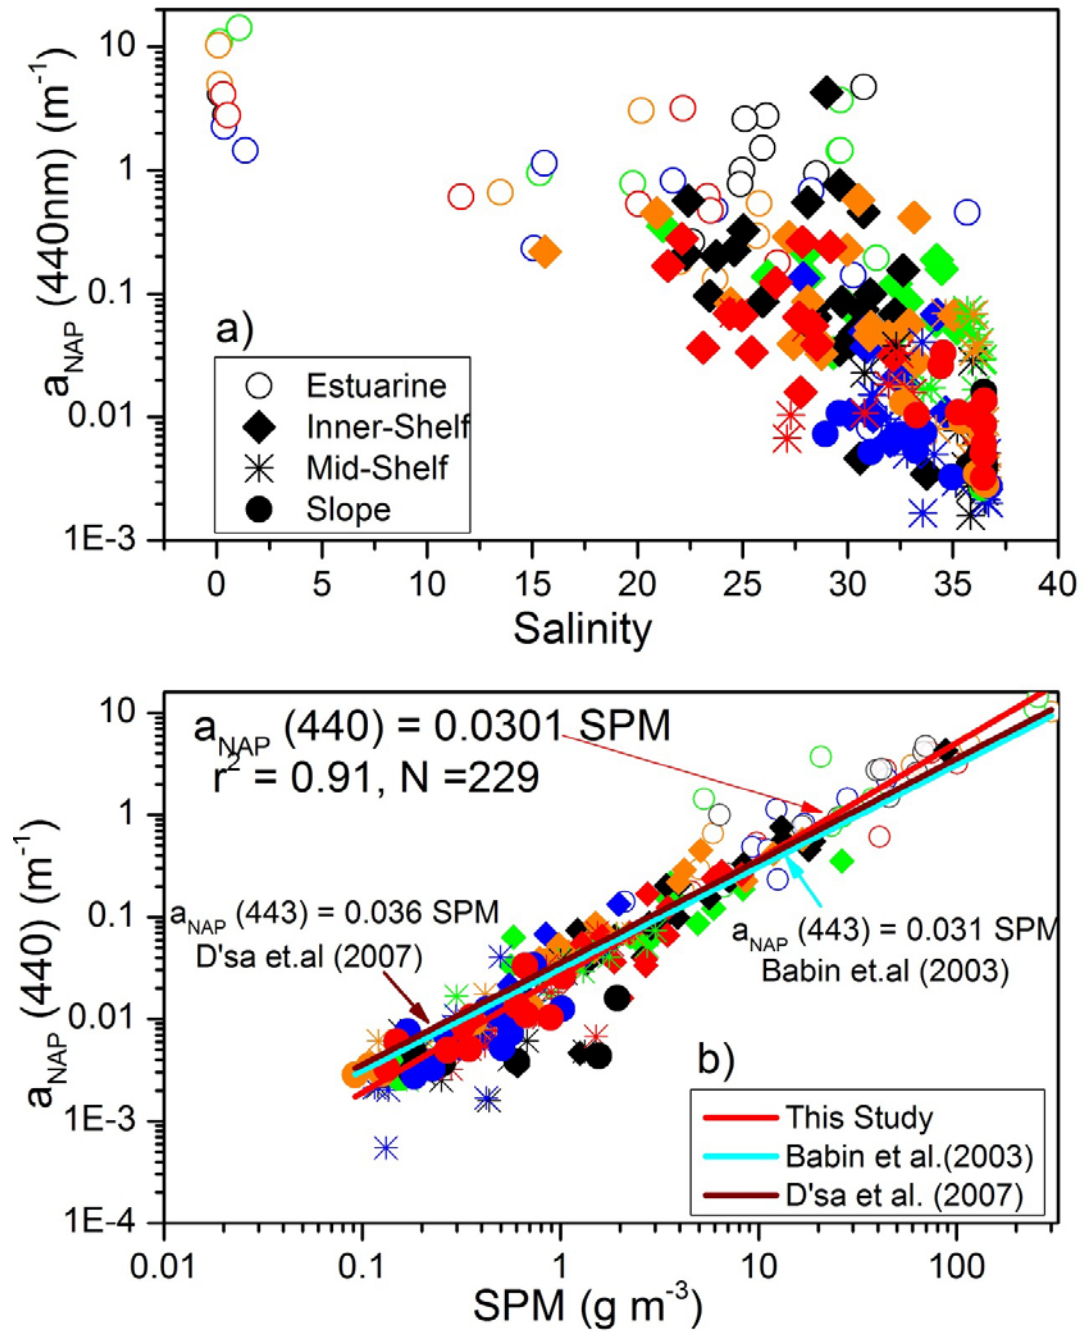 10
1
0.1
0.01
1E-3
a_NAP (440nm) (m^-1)
a)
Estuarine
Inner-Shelf
Mid-Shelf
Slope
0 5 10 15 20 25 30 35 40
Salinity
10
1
0.1
0.01
1E-3
1E-4
a_NAP (440) (m^-1)
a_NAP (440) = 0.0301 SPM
r^2 = 0.91, N =229
a_NAP (443) = 0.036 SPM
D'sa et.al (2007)
a_NAP (443) = 0.031 SPM
Babin et.al (2003)
b)
This Study
Babin et al.(2003)
D'sa et al. (2007)
0.01 0.1 1 10 100
SPM (g m^-3)